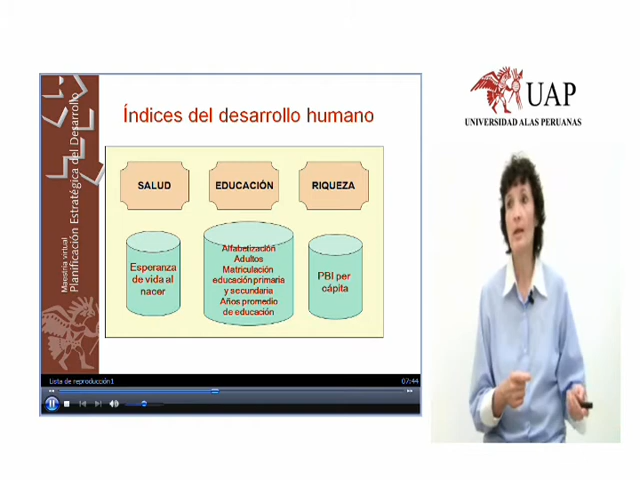 Índices del desarrollo humano
SALUD
EDUCACIÓN
RIQUEZA
Esperanza
de vida al
nacer
Alfabetización
Adultos
Matriculación
educación primaria
y secundaria
Años promedio
de educación
PBI per
cápita
Maestría virtual
Planificación Estratégica del Desarrollo
Lista de reproducción1
07:44
UAP
UNIVERSIDAD ALAS PERUANAS